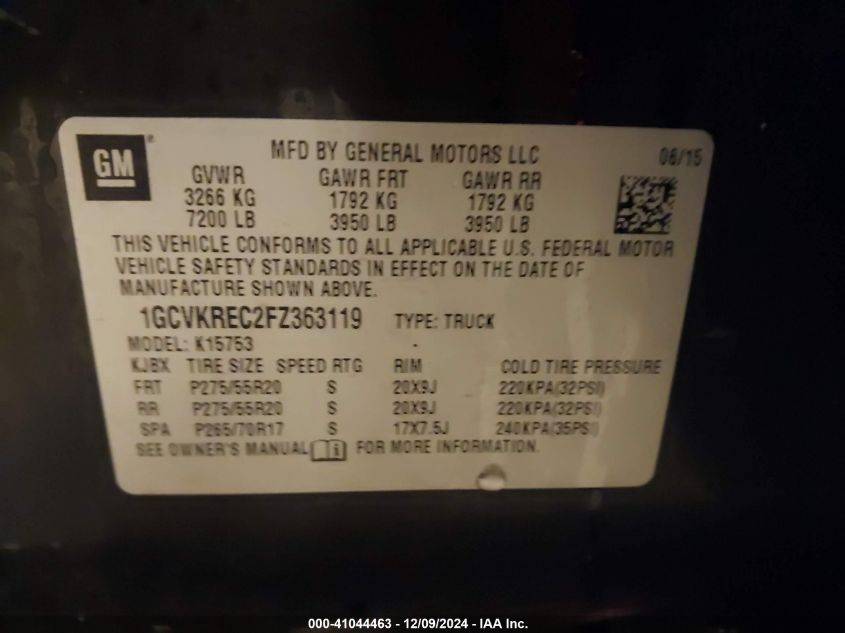 GM
MFD BY GENERAL MOTORS LLC 06/15
GVWR GAWR FRT GAWR RR
3266 KG 1792 KG 1792 KG
7200 LB 3950 LB 3950 LB
THIS VEHICLE CONFORMS TO ALL APPLICABLE U.S. FEDERAL MOTOR
VEHICLE SAFETY STANDARDS IN EFFECT ON THE DATE OF
MANUFACTURE SHOWN ABOVE.
1GCVKREC2FZ363119 TYPE: TRUCK
MODEL: K15753 -
KJBX TIRE SIZE SPEED RTG RIM COLD TIRE PRESSURE
FRT P275/55R20 S 20X9J 220KPA(32PSI)
RR P275/55R20 S 20X9J 220KPA(32PSI)
SPA P265/70R17 S 17X7.5J 240KPA(35PSI)
SEE OWNER'S MANUAL FOR MORE INFORMATION.
000-41044463 - 12/09/2024 - IAA Inc.